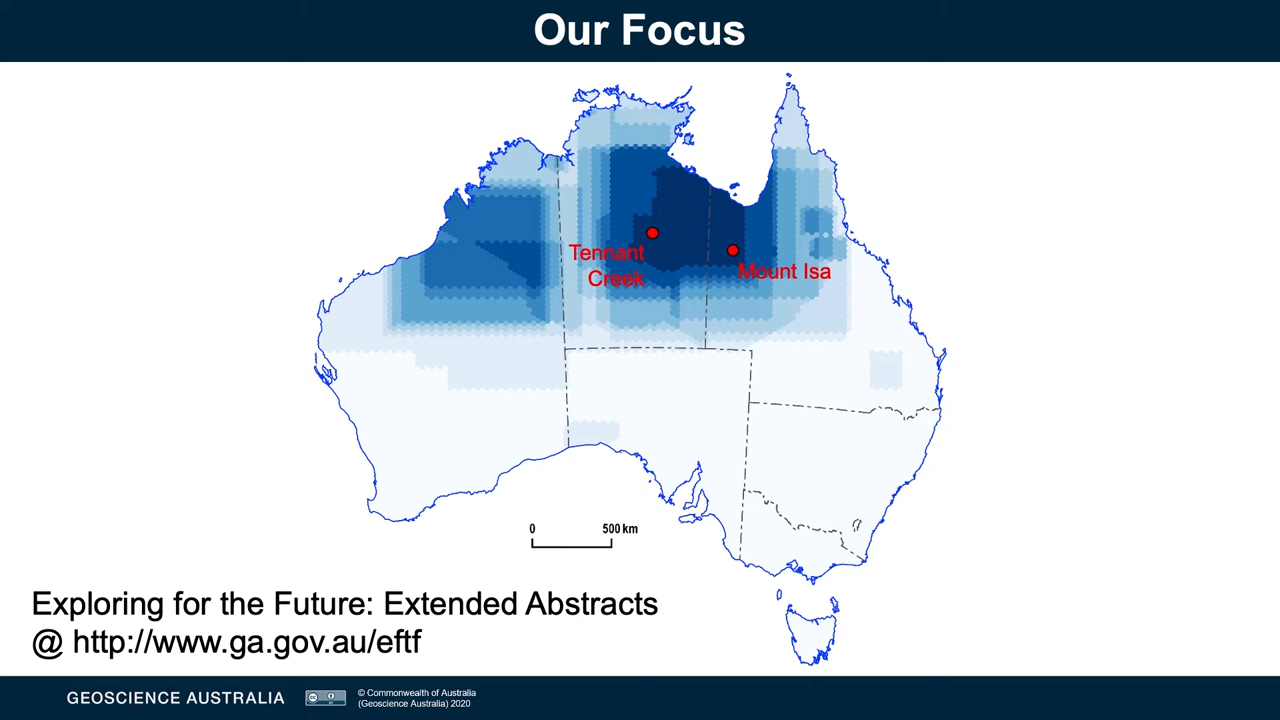 Our Focus
Tennant
Creek
Mount Isa
0 500 km
Exploring for the Future: Extended Abstracts
@ http://www.ga.gov.au/eftf
GEOSCIENCE AUSTRALIA
© Commonwealth of Australia
(Geoscience Australia) 2020